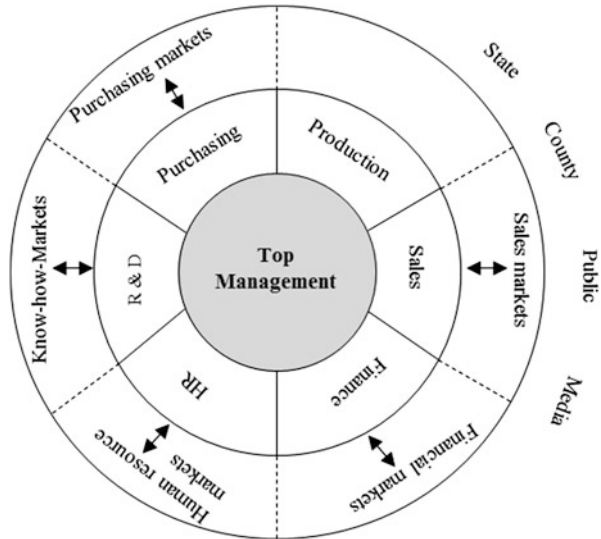 Purchasing markets
State
County
Public
Media
Purchasing
Production
Know-how-Markets
R & D
Top
Management
Sales
Sales markets
HR
Finance
Human resource
markets
Financial markets